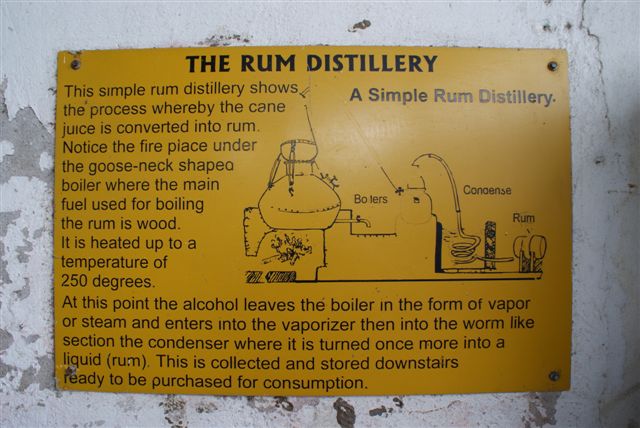 THE RUM DISTILLERY
This simple rum distillery shows
the process whereby the cane
juice is converted into rum.
Notice the fire place under
the goose-neck shaped
boiler where the main
fuel used for boiling
the rum is wood.
It is heated up to a
temperature of
250 degrees.
A Simple Rum Distillery.
Boilers
Condense
Rum
At this point the alcohol leaves the boiler in the form of vapor
or steam and enters into the vaporizer then into the worm like
section the condenser where it is turned once more into a
liquid (rum). This is collected and stored downstairs
ready to be purchased for consumption.